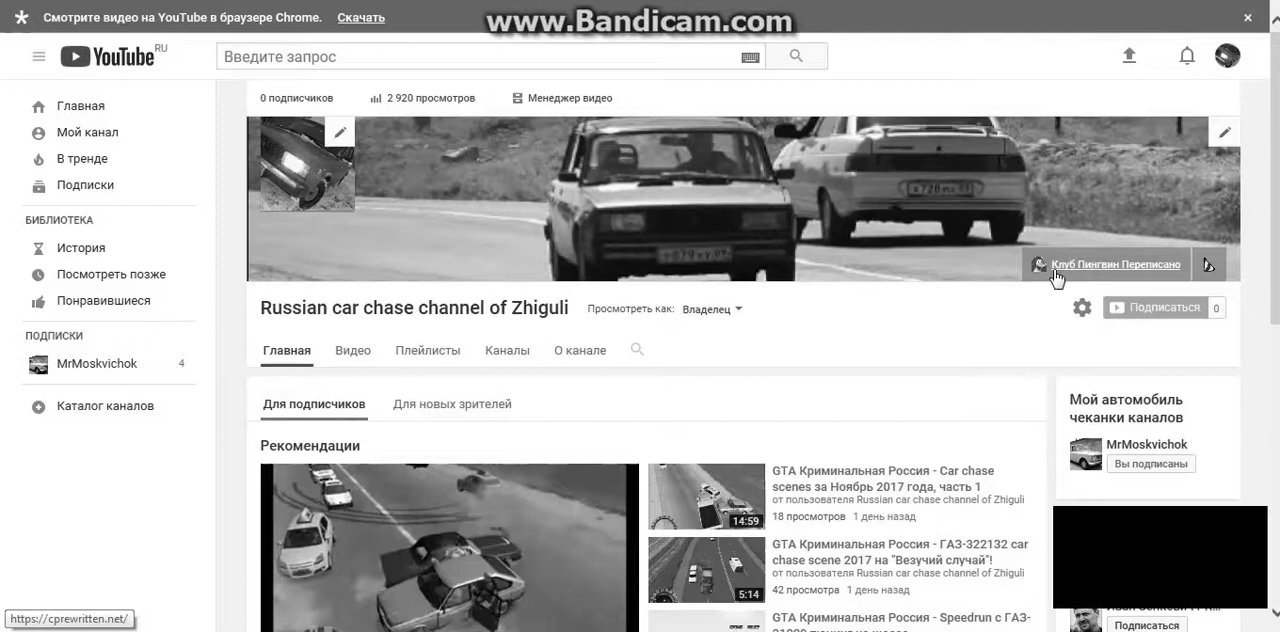 Смотрите видео на YouTube в браузере Chrome. Скачать
www.Bandicam.com
YouTube RU
Введите запрос
Главная
Мой канал
В тренде
Подписки
БИБЛИОТЕКА
История
Посмотреть позже
Понравившиеся
ПОДПИСКИ
MrMoskvichok 4
Каталог каналов
0 подписчиков
2 920 просмотров
Менеджер видео
Клуб Пингвин Переписано
Russian car chase channel of Zhiguli
Просмотреть как: Владелец
Подписаться 0
Главная Видео Плейлисты Каналы О канале
Для подписчиков Для новых зрителей
Рекомендации
14:59
GTA Криминальная Россия - Car chase
scenes за Ноябрь 2017 года, часть 1
от пользователя Russian car chase channel of Zhiguli
18 просмотров 1 день назад
5:14
GTA Криминальная Россия - ГАЗ-322132 car
chase scene 2017 на "Везучий случай"!
от пользователя Russian car chase channel of Zhiguli
42 просмотра 1 день назад
GTA Криминальная Россия - Speedrun с ГАЗ-
Мой автомобиль
чеканки каналов
MrMoskvichok
Вы подписаны
Подписаться
https://cprewritten.net/